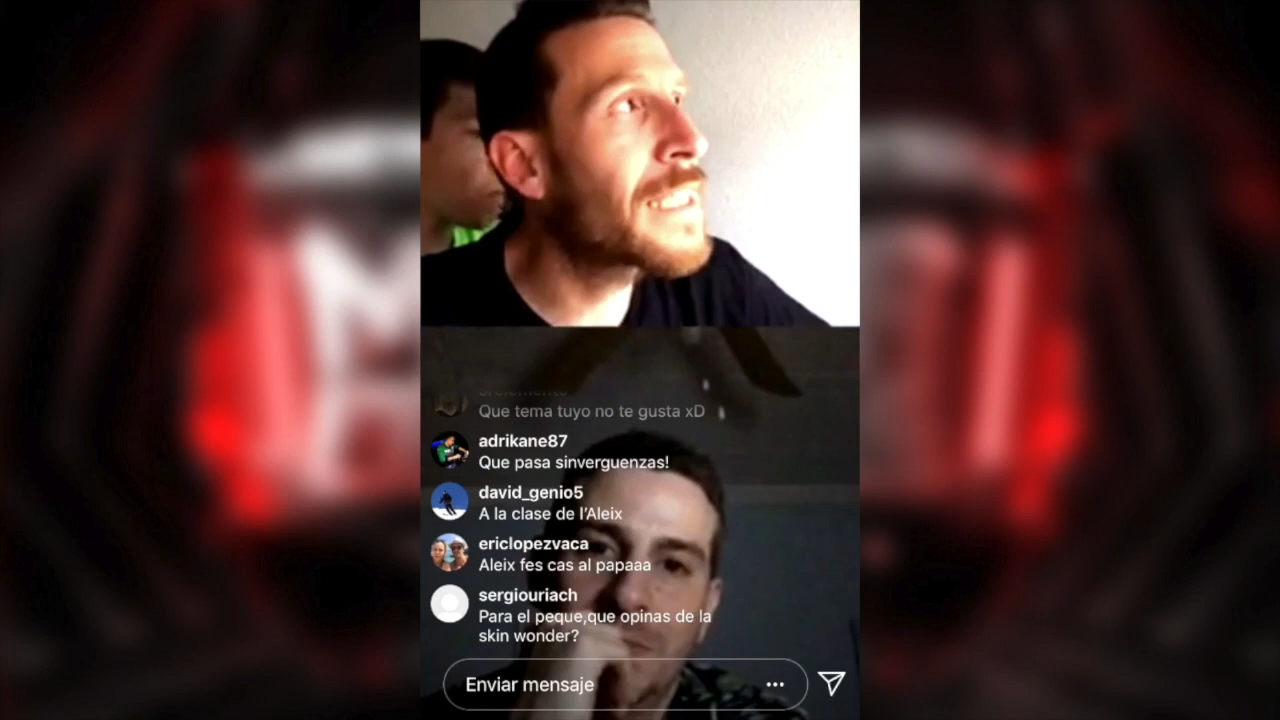 Que tema tuyo no te gusta xD
adrikane87
Que pasa sinverguenzas!
david_genio5
A la clase de l'Aleix
ericlopezvaca
Aleix fes cas al papaaa
sergiouriach
Para el peque,que opinas de la
skin wonder?
Enviar mensaje